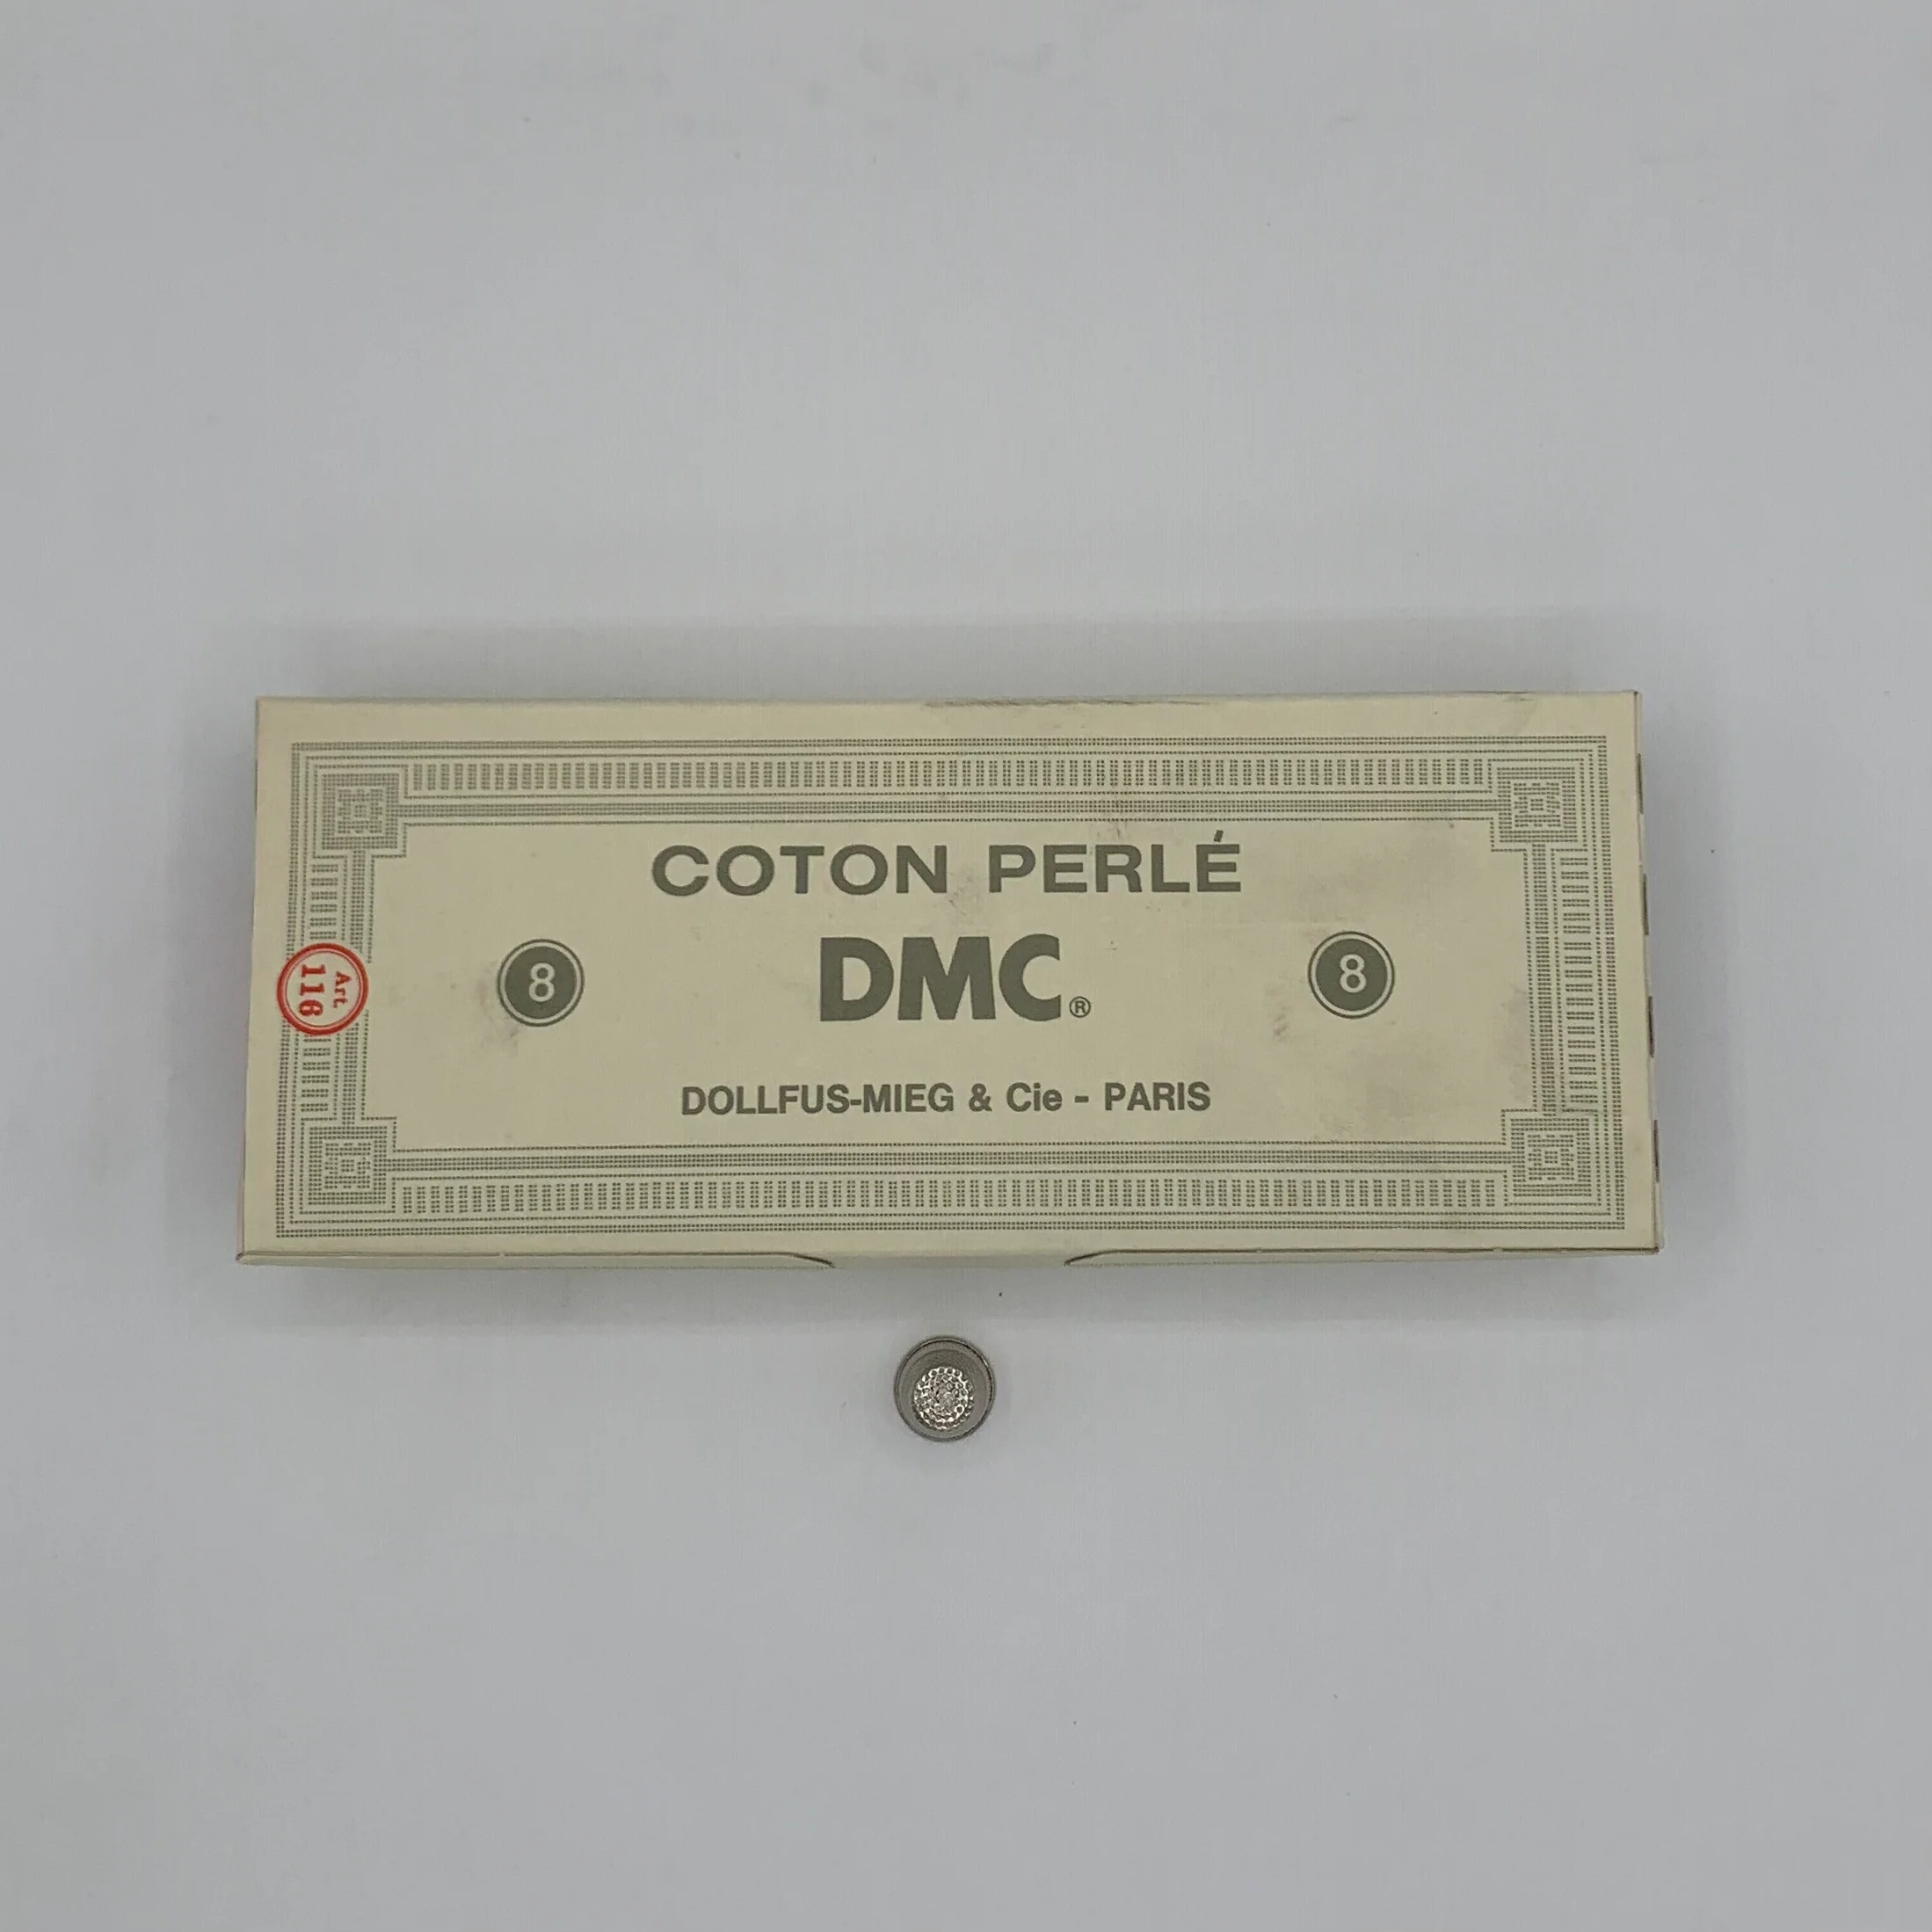 COTON PERLÉ
Art.
116
8 DMC® 8
DOLLFUS-MIEG & Cie - PARIS